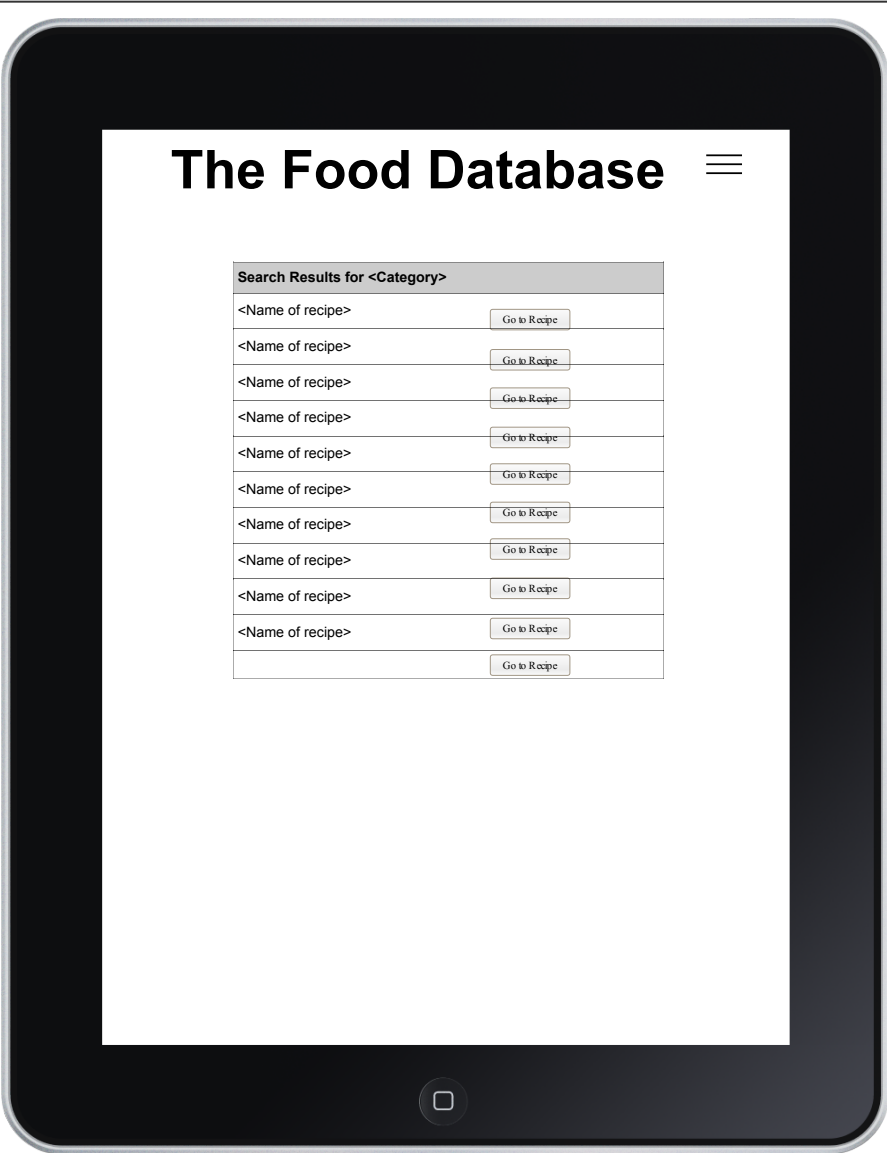 The Food Database
Search Results for <Category>
<Name of recipe>
Go to Recipe
<Name of recipe>
Go to Recipe
<Name of recipe>
Go to Recipe
<Name of recipe>
Go to Recipe
<Name of recipe>
Go to Recipe
<Name of recipe>
Go to Recipe
<Name of recipe>
Go to Recipe
<Name of recipe>
Go to Recipe
<Name of recipe>
Go to Recipe
<Name of recipe>
Go to Recipe